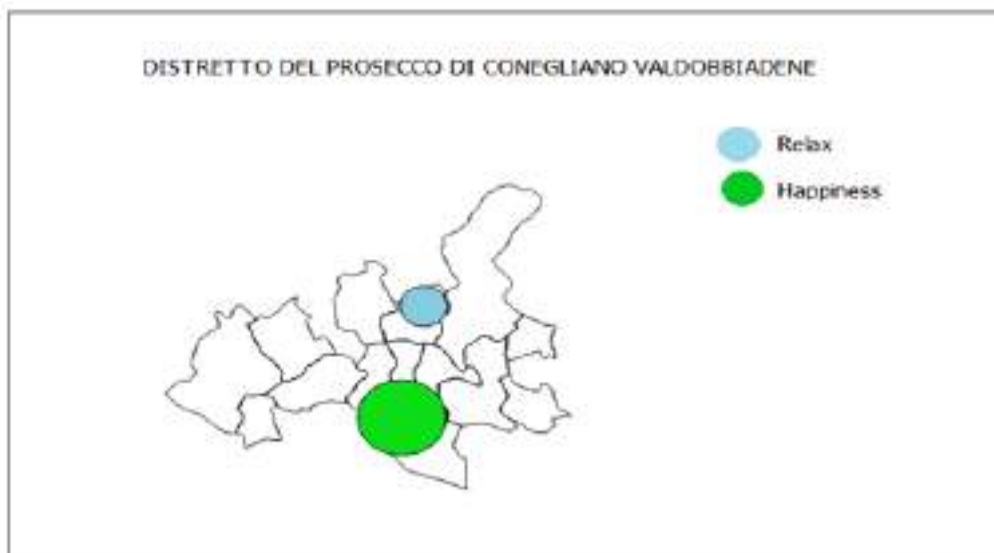 DISTRETTO DEL PROSECCO DI CONEGLIANO VALDOBBIADENE
Relax
Happiness